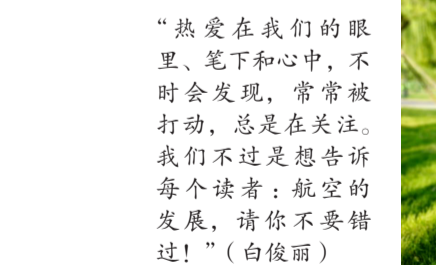 “热爱在我们的眼
里、笔下和心中，不
时会发现，常常被
打动，总是在关注。
我们不过是想告诉
每个读者：航空的
发展，请你不要错
过！”（白俊丽）